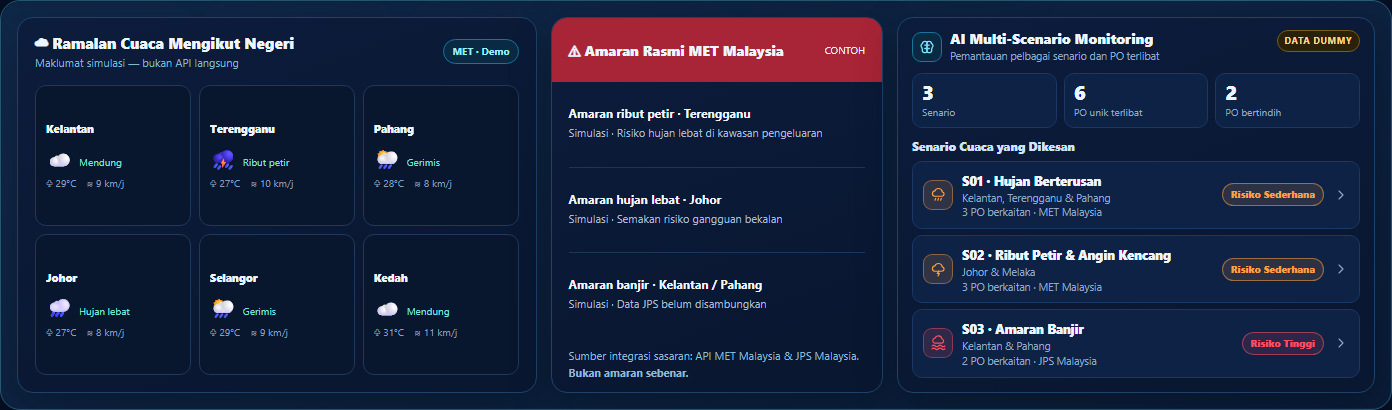 Ramalan Cuaca Mengikut Negeri
Maklumat simulasi — bukan API langsung
MET · Demo
Kelantan
Mendung
29°C ≋ 9 km/j
Terengganu
Ribut petir
27°C ≋ 10 km/j
Pahang
Gerimis
28°C ≋ 8 km/j
Johor
Hujan lebat
27°C ≋ 8 km/j
Selangor
Gerimis
29°C ≋ 9 km/j
Kedah
Mendung
31°C ≋ 11 km/j
⚠ Amaran Rasmi MET Malaysia
CONTOH
Amaran ribut petir · Terengganu
Simulasi · Risiko hujan lebat di kawasan pengeluaran
Amaran hujan lebat · Johor
Simulasi · Semakan risiko gangguan bekalan
Amaran banjir · Kelantan / Pahang
Simulasi · Data JPS belum disambungkan
Sumber integrasi sasaran: API MET Malaysia & JPS Malaysia.
Bukan amaran sebenar.
AI Multi-Scenario Monitoring
Pemantauan pelbagai senario dan PO terlibat
DATA DUMMY
3
Senario
6
PO unik terlibat
2
PO bertindih
Senario Cuaca yang Dikesan
S01 · Hujan Berterusan
Kelantan, Terengganu & Pahang
3 PO berkaitan · MET Malaysia
Risiko Sederhana
S02 · Ribut Petir & Angin Kencang
Johor & Melaka
3 PO berkaitan · MET Malaysia
Risiko Sederhana
S03 · Amaran Banjir
Kelantan & Pahang
2 PO berkaitan · JPS Malaysia
Risiko Tinggi